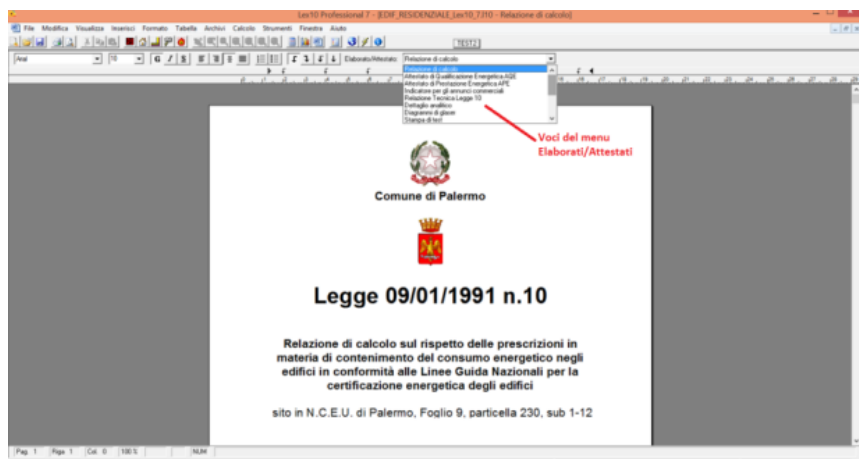 Lex10 Professional 7 - [EDIF_RESIDENZIALE_Lex10_7.l10 - Relazione di calcolo]
File Modifica Visualizza Inserisci Formato Tabella Archivi Calcolo Strumenti Finestra Aiuto
TESTI
Arial 10 G I S Elaborato/Attestato: Relazione di calcolo
Relazione di calcolo
Attestato di Qualificazione Energetica AQE
Attestato di Prestazione Energetica APE
Indicatore per gli annunci commerciali
Relazione Tecnica Legge 10
Dettaglio analitico
Diagrammi di glaser
Stampa di testi
Voci del menu
Elaborati/Attestati
Comune di Palermo
Legge 09/01/1991 n.10
Relazione di calcolo sul rispetto delle prescrizioni in
materia di contenimento del consumo energetico negli
edifici in conformità alle Linee Guida Nazionali per la
certificazione energetica degli edifici
sito in N.C.E.U. di Palermo, Foglio 9, particella 230, sub 1-12
Pag. 1 Riga 1 Col. 0 100 % NUM